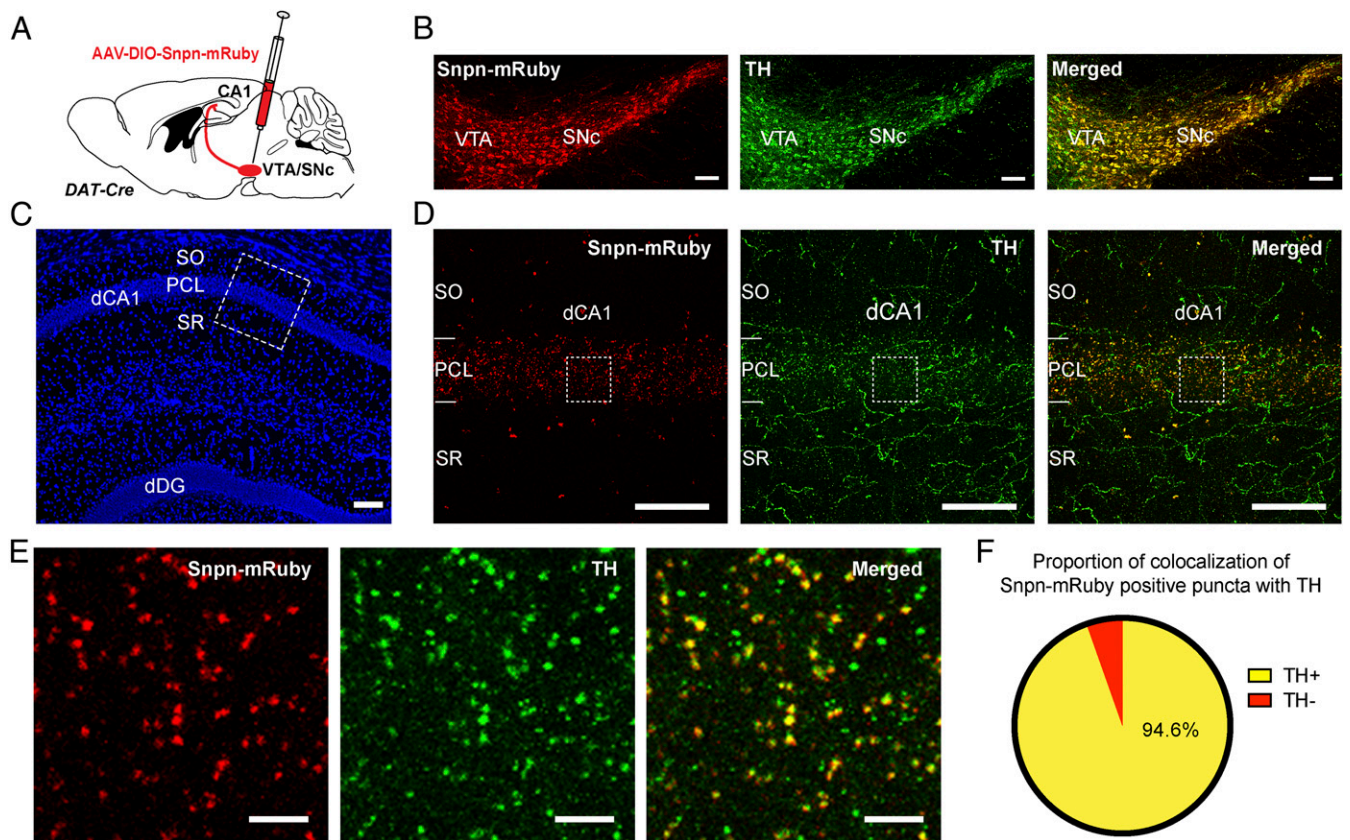 A
AAV-DIO-Snpn-mRuby
CA1
VTA/SNc
DAT-Cre
B
Snpn-mRuby
VTA
SNc
TH
VTA
SNc
Merged
VTA
SNc
C
SO
PCL
dCA1
SR
dDG
D
Snpn-mRuby
SO
dCA1
PCL
SR
TH
SO
dCA1
PCL
SR
Merged
SO
dCA1
PCL
SR
E
Snpn-mRuby
TH
Merged
F
Proportion of colocalization of
Snpn-mRuby positive puncta with TH
94.6%
TH+
TH-